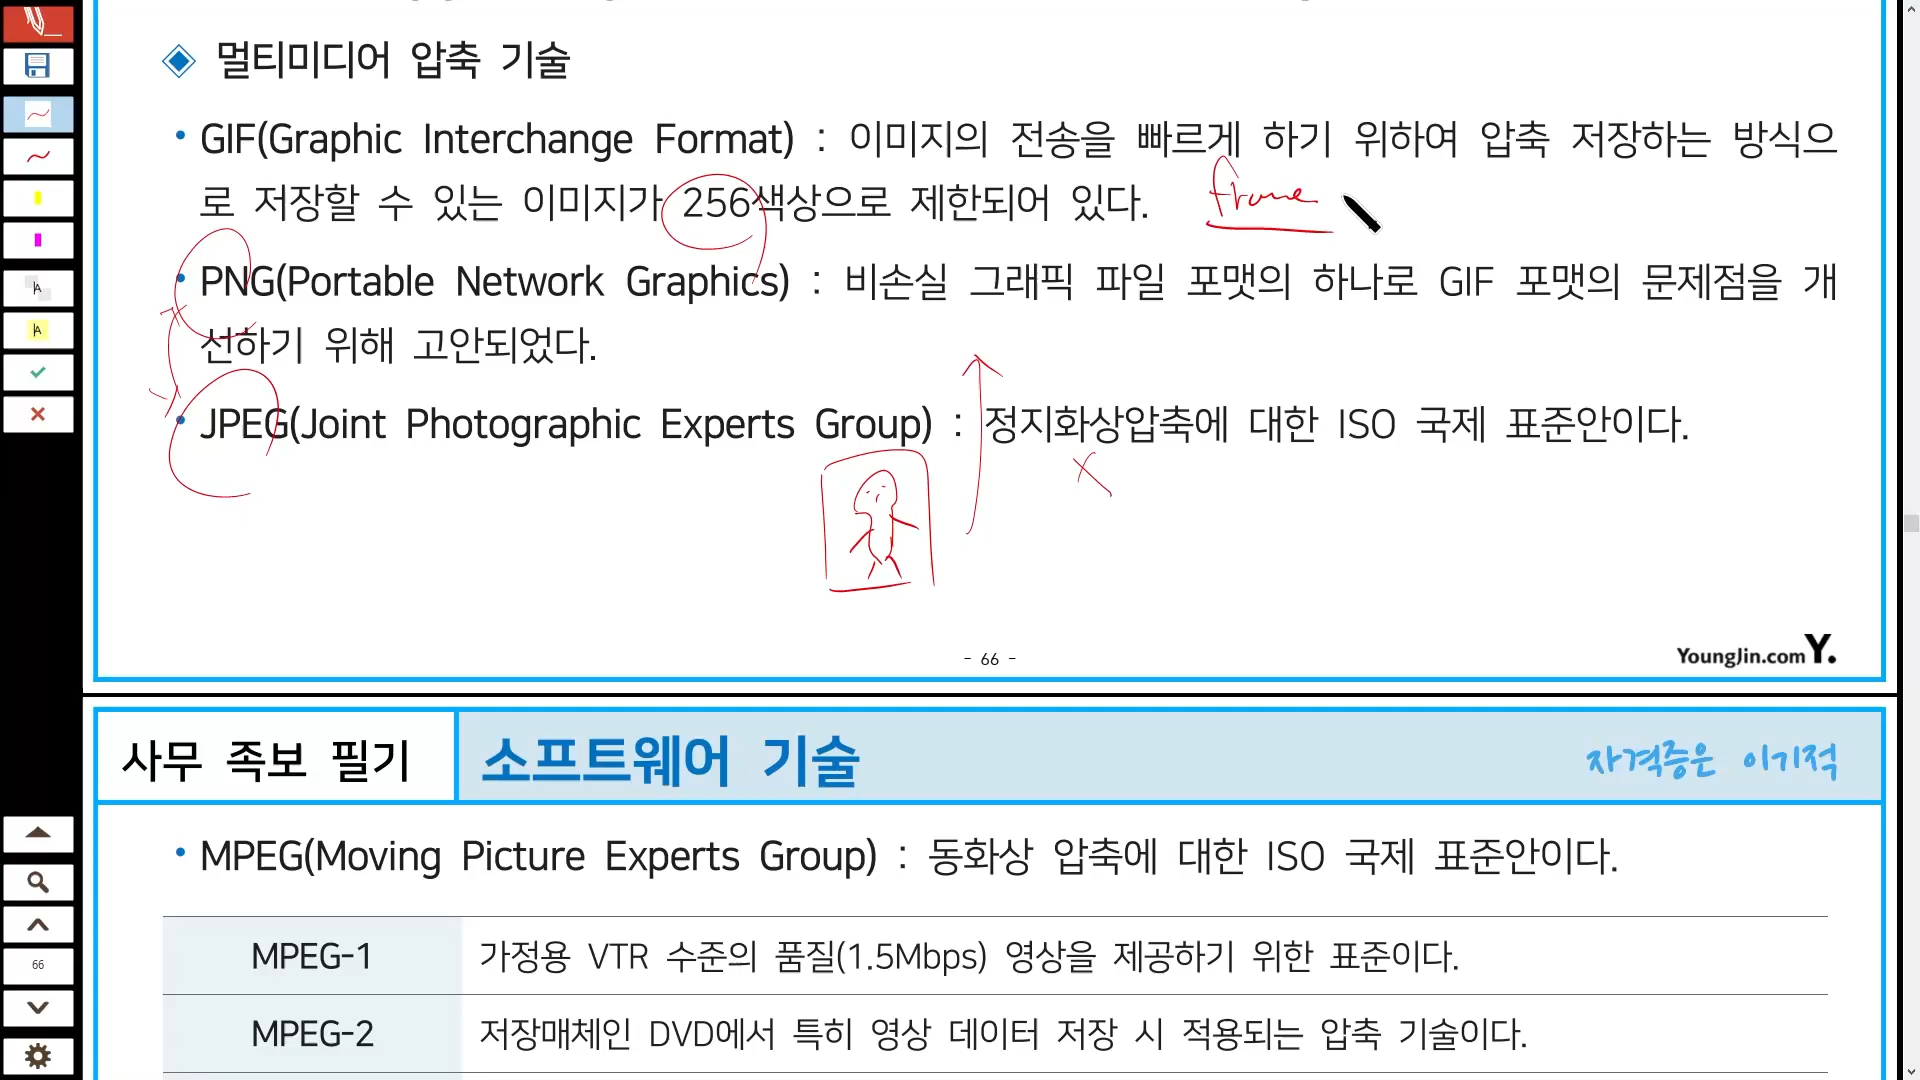 멀티미디어 압축 기술
• GIF(Graphic Interchange Format) : 이미지의 전송을 빠르게 하기 위하여 압축 저장하는 방식으
로 저장할 수 있는 이미지가 256색상으로 제한되어 있다.
frame
• PNG(Portable Network Graphics) : 비손실 그래픽 파일 포맷의 하나로 GIF 포맷의 문제점을 개
선하기 위해 고안되었다.
• JPEG(Joint Photographic Experts Group) : 정지화상압축에 대한 ISO 국제 표준안이다.
- 66 -
YoungJin.com Y.
사무 족보 필기
소프트웨어 기술
자격증은 이기적
• MPEG(Moving Picture Experts Group) : 동화상 압축에 대한 ISO 국제 표준안이다.
MPEG-1 가정용 VTR 수준의 품질(1.5Mbps) 영상을 제공하기 위한 표준이다.
MPEG-2 저장매체인 DVD에서 특히 영상 데이터 저장 시 적용되는 압축 기술이다.
66